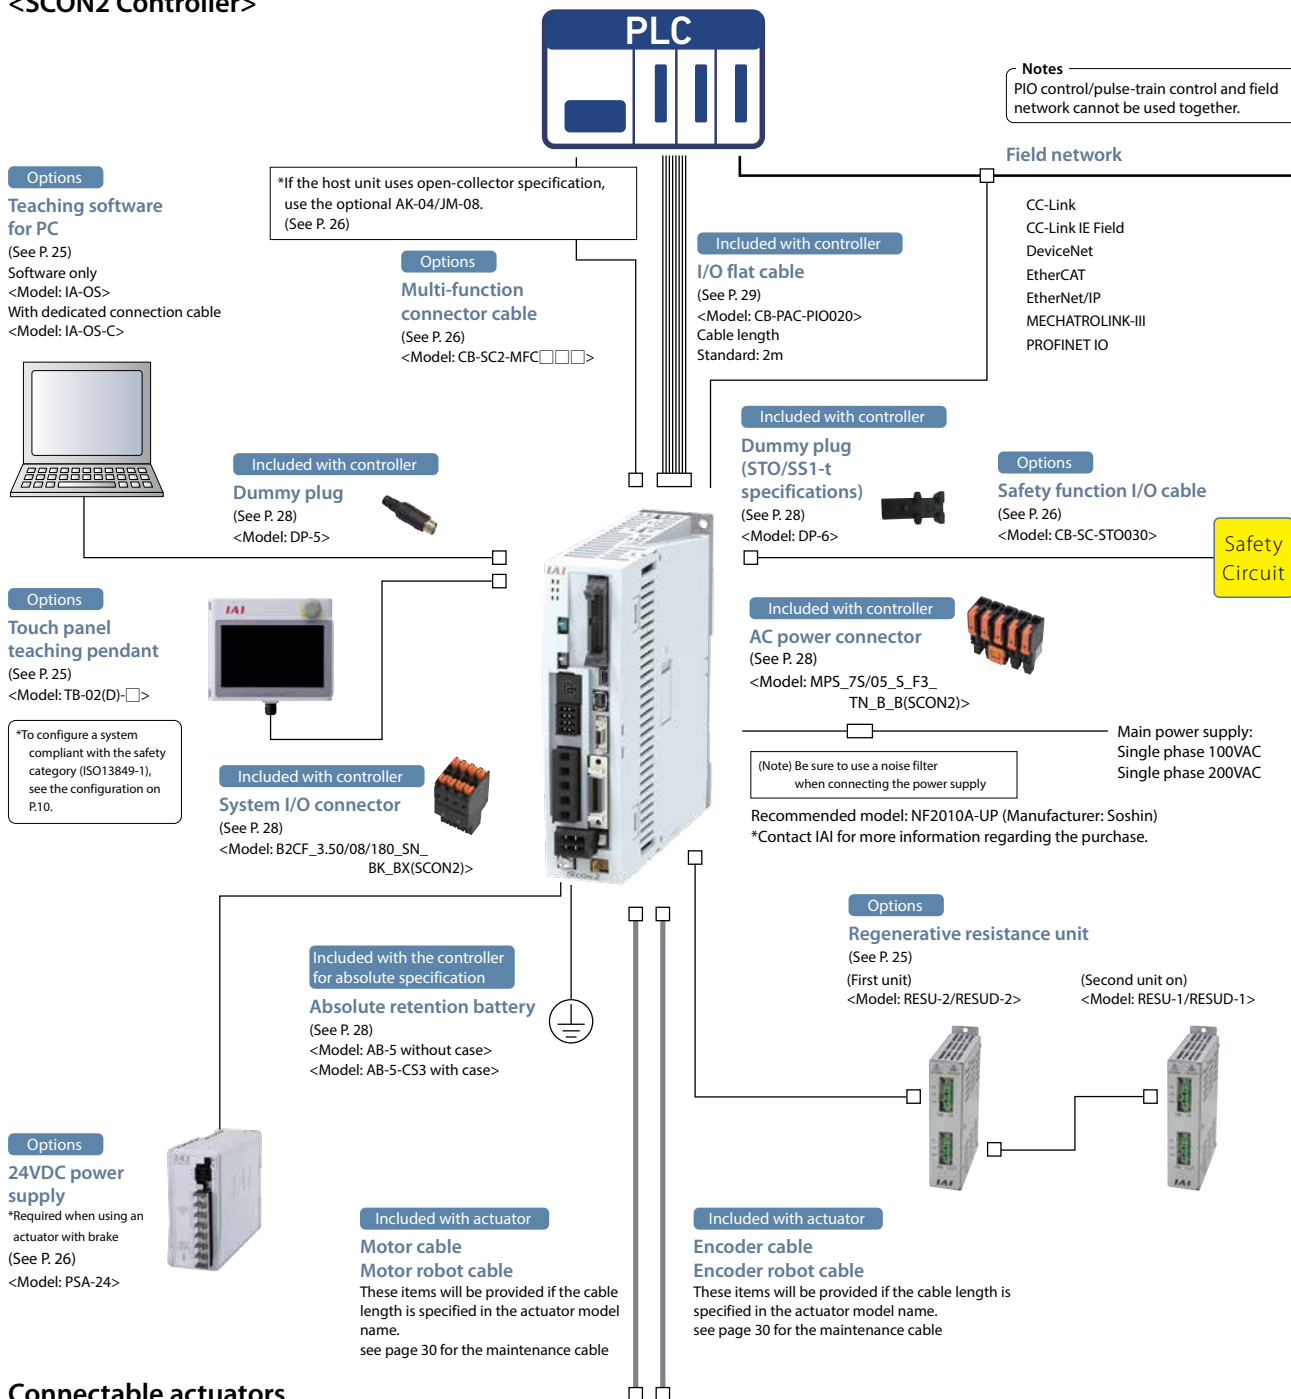 <SCON2 Controller>
PLC
Notes
PIO control/pulse-train control and field
network cannot be used together.
Field network
CC-Link
CC-Link IE Field
DeviceNet
EtherCAT
EtherNet/IP
MECHATROLINK-III
PROFINET IO
Options
Teaching software
for PC
(See P. 25)
Software only
<Model: IA-OS>
With dedicated connection cable
<Model: IA-OS-C>
*If the host unit uses open-collector specification,
use the optional AK-04/JM-08.
(See P. 26)
Options
Multi-function
connector cable
(See P. 26)
<Model: CB-SC2-MFC□□□>
Included with controller
I/O flat cable
(See P. 29)
<Model: CB-PAC-PIO020>
Cable length
Standard: 2m
Included with controller
Dummy plug
(See P. 28)
<Model: DP-5>
Included with controller
Dummy plug
(STO/SS1-t
specifications)
(See P. 28)
<Model: DP-6>
Options
Safety function I/O cable
(See P. 26)
<Model: CB-SC-STO030>
Safety
Circuit
Options
Touch panel
teaching pendant
(See P. 25)
<Model: TB-02(D)-□>
*To configure a system
compliant with the safety
category (ISO13849-1),
see the configuration on
P.10.
IAI
IAI
Included with controller
AC power connector
(See P. 28)
<Model: MPS_7S/05_S_F3_
TN_B_B(SCON2)>
Main power supply:
Single phase 100VAC
Single phase 200VAC
(Note) Be sure to use a noise filter
when connecting the power supply
Recommended model: NF2010A-UP (Manufacturer: Soshin)
*Contact IAI for more information regarding the purchase.
Included with controller
System I/O connector
(See P. 28)
<Model: B2CF_3.50/08/180_SN_
BK_BX(SCON2)>
SCON2
Included with the controller
for absolute specification
Absolute retention battery
(See P. 28)
<Model: AB-5 without case>
<Model: AB-5-CS3 with case>
Options
Regenerative resistance unit
(See P. 25)
(First unit)
<Model: RESU-2/RESUD-2>
(Second unit on)
<Model: RESU-1/RESUD-1>
IAI
IAI
Options
24VDC power
supply
*Required when using an
actuator with brake
(See P. 26)
<Model: PSA-24>
IAI
Included with actuator
Motor cable
Motor robot cable
These items will be provided if the cable
length is specified in the actuator model
name.
see page 30 for the maintenance cable
Included with actuator
Encoder cable
Encoder robot cable
These items will be provided if the cable length is
specified in the actuator model name.
see page 30 for the maintenance cable
Connectable actuators